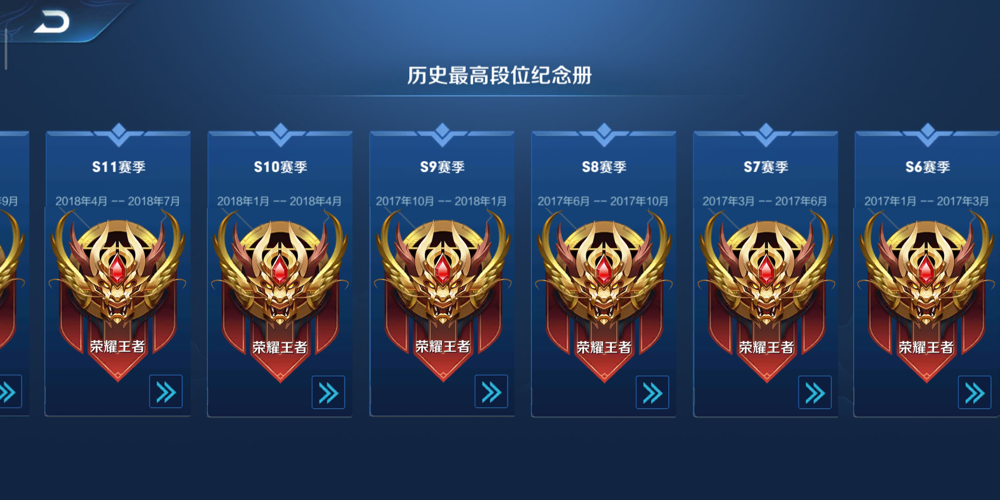 历史最高段位纪念册
S11赛季
2018年4月 -- 2018年7月
荣耀王者
S10赛季
2018年1月 -- 2018年4月
荣耀王者
S9赛季
2017年10月 -- 2018年1月
荣耀王者
S8赛季
2017年6月 -- 2017年10月
荣耀王者
S7赛季
2017年3月 -- 2017年6月
荣耀王者
S6赛季
2017年1月 -- 2017年3月
荣耀王者
9月